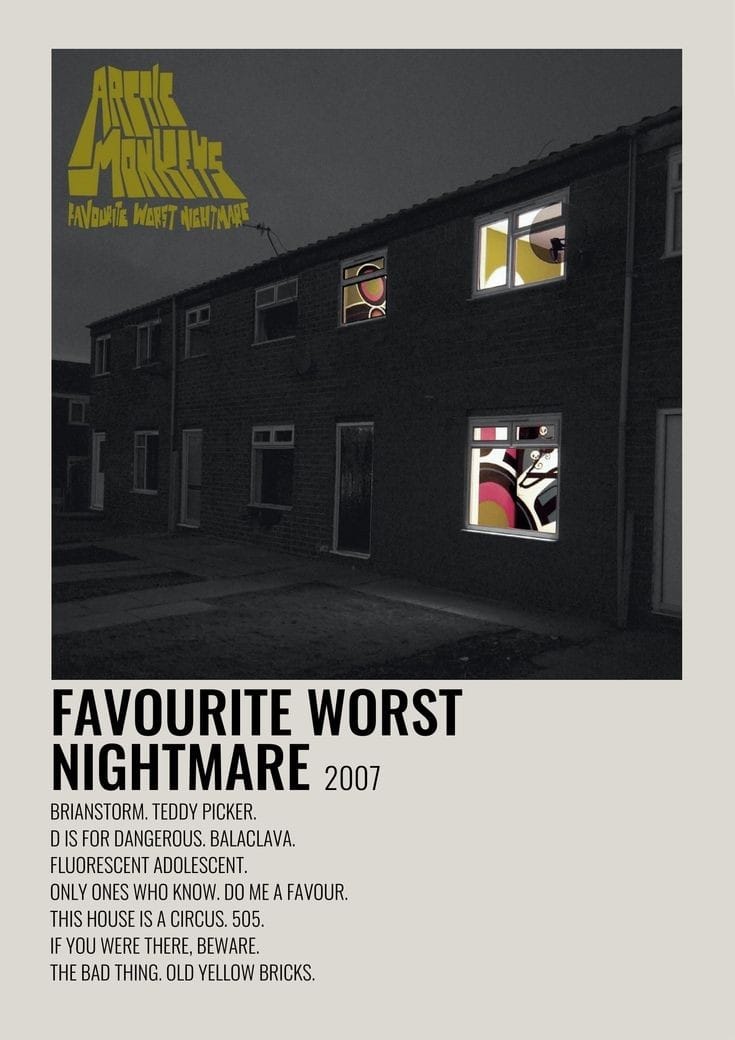 ARCTIC
MONKEYS
FAVOURITE WORST NIGHTMARE
FAVOURITE WORST
NIGHTMARE 2007
BRIANSTORM. TEDDY PICKER.
D IS FOR DANGEROUS. BALACLAVA.
FLUORESCENT ADOLESCENT.
ONLY ONES WHO KNOW. DO ME A FAVOUR.
THIS HOUSE IS A CIRCUS. 505.
IF YOU WERE THERE, BEWARE.
THE BAD THING. OLD YELLOW BRICKS.